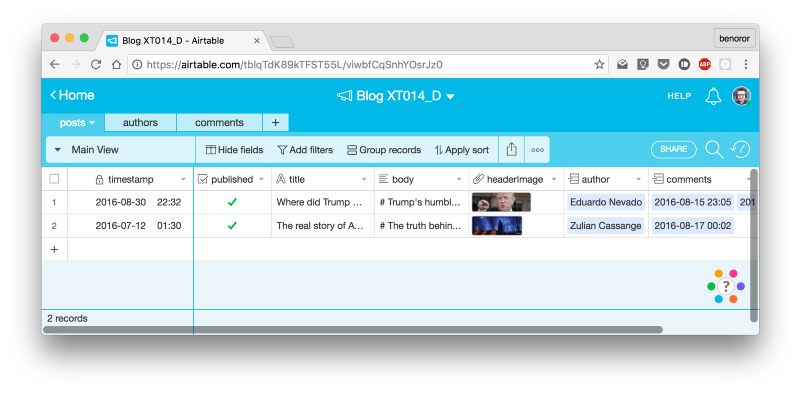 Blog XT014_D - Airtable
benoror
https://airtable.com/tblqTdK89kTFST55L/viwbfCqSnhYOsrJz0
ABP
Home
Blog XT014_D
HELP
posts
authors
comments
+
Main View
Hide fields
Add filters
Group records
Apply sort
SHARE
timestamp
published
title
body
headerImage
author
comments
1
2016-08-30 22:32
Where did Trump ...
# Trump's humbl...
Eduardo Nevado
2016-08-15 23:05
201
2
2016-07-12 01:30
The real story of A...
# The truth behin...
Zulian Cassange
2016-08-17 00:02
+
?
2 records